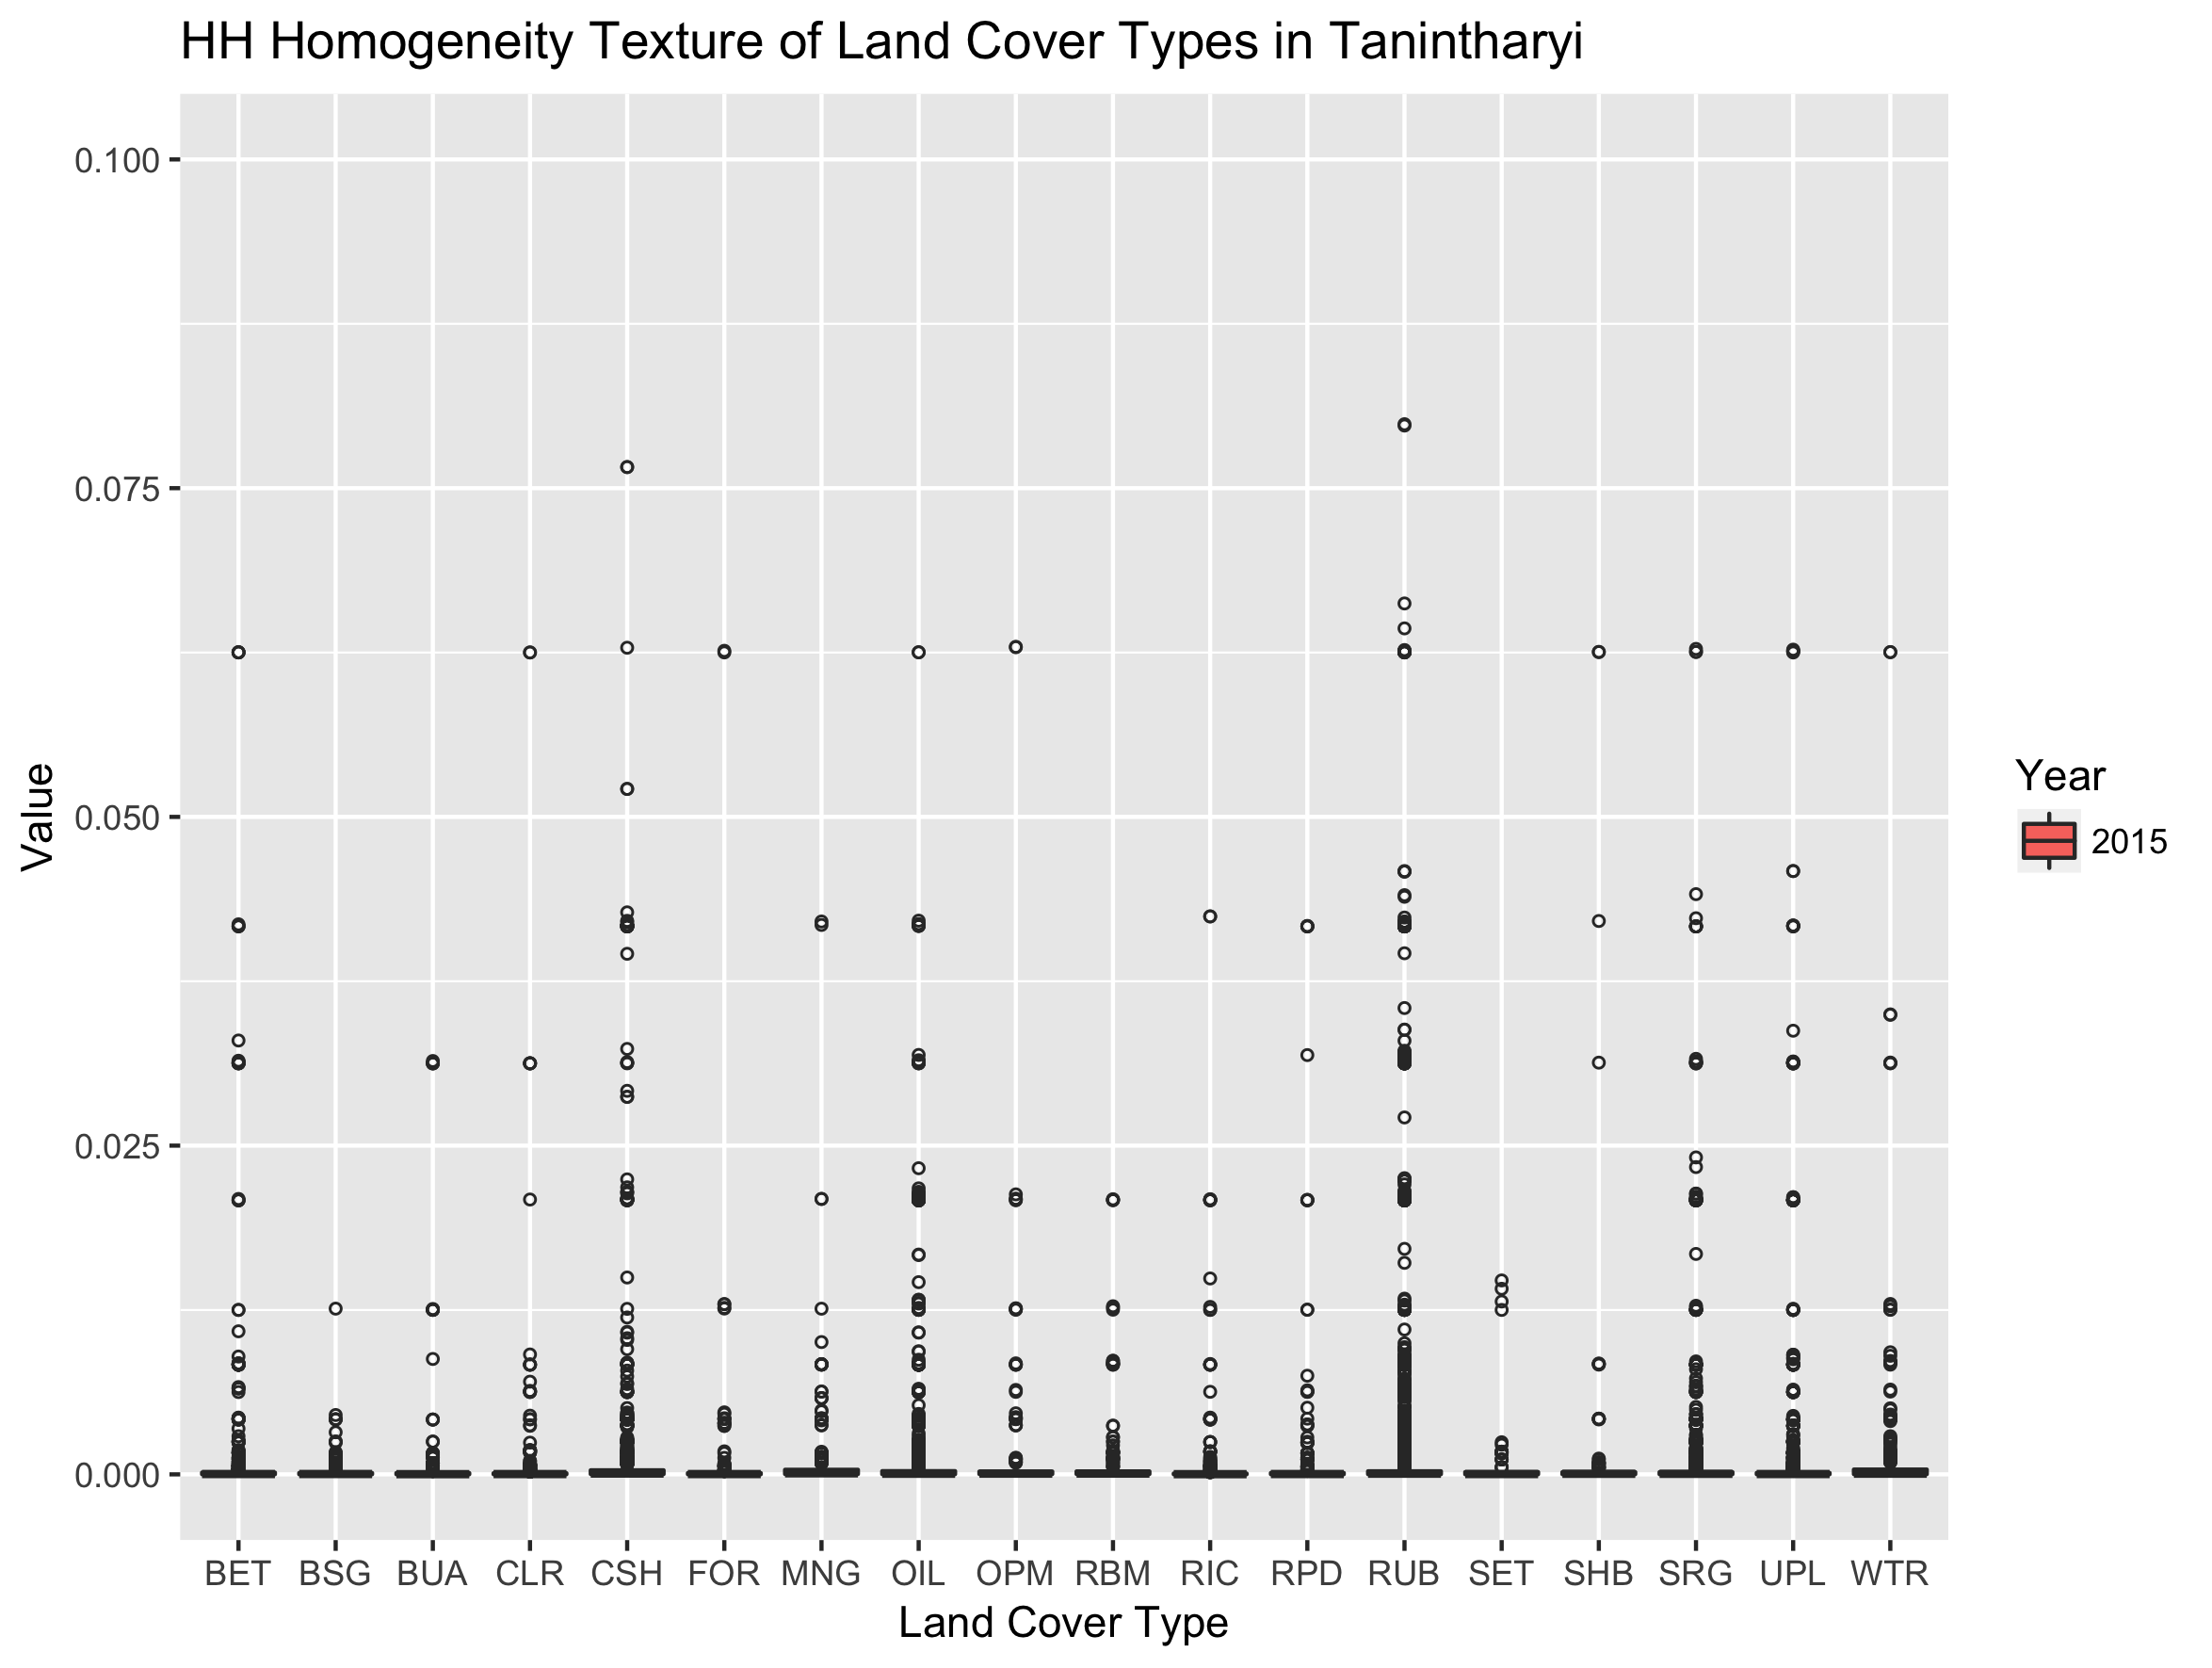 HH Homogeneity Texture of Land Cover Types in Tanintharyi
0.100
0.075
0.050
0.025
0.000
Value
BET BSG BUA CLR CSH FOR MNG OIL OPM RBM RIC RPD RUB SET SHB SRG UPL WTR
Land Cover Type
Year
2015